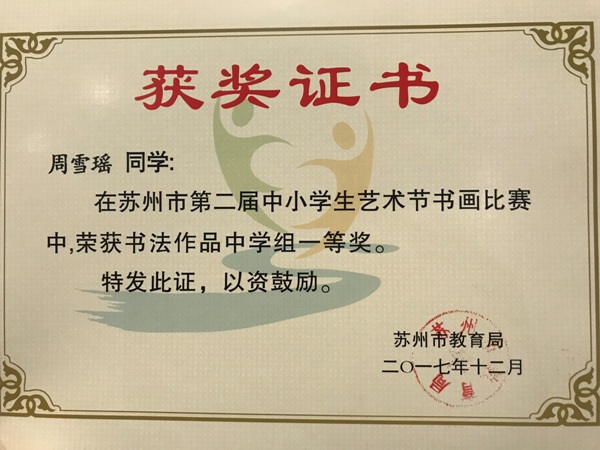 获奖证书
周雪瑶 同学:
在苏州市第二届中小学生艺术节书画比赛
中,荣获书法作品中学组一等奖。
特发此证，以资鼓励。
苏州市教育局
二〇一七年十二月